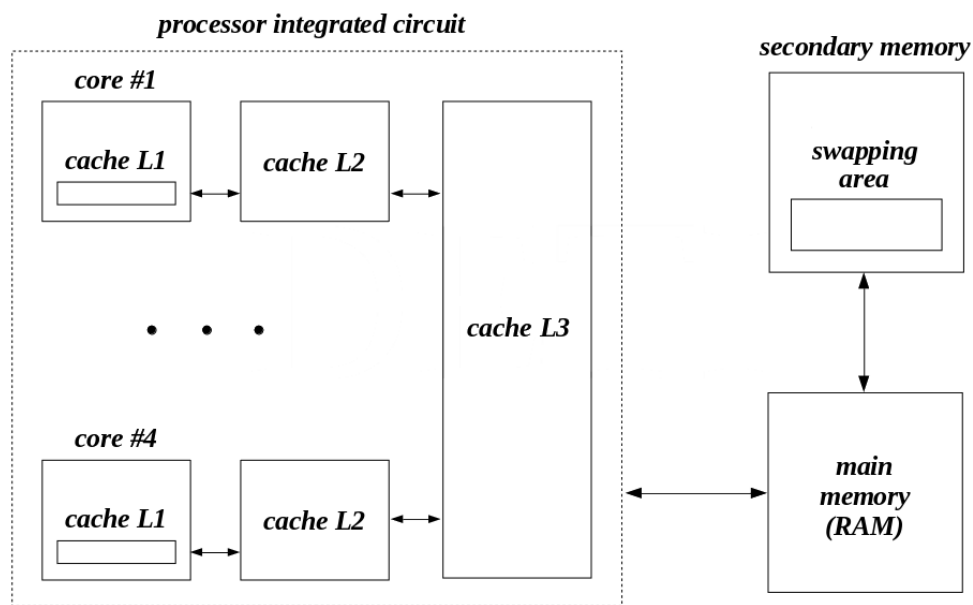 processor integrated circuit
secondary memory
core #1
cache L1
cache L2
swapping
area
cache L3
core #4
cache L1
cache L2
main
memory
(RAM)